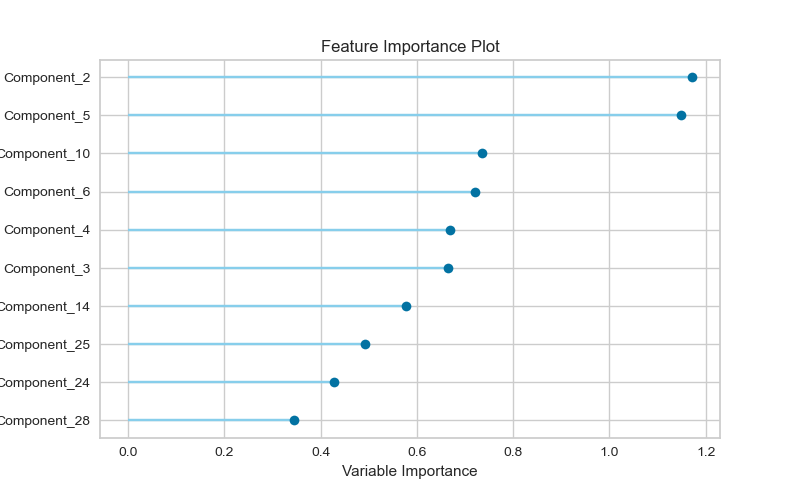 Feature Importance Plot
Component_2
Component_5
Component_10
Component_6
Component_4
Component_3
Component_14
Component_25
Component_24
Component_28
0.0 0.2 0.4 0.6 0.8 1.0 1.2
Variable Importance